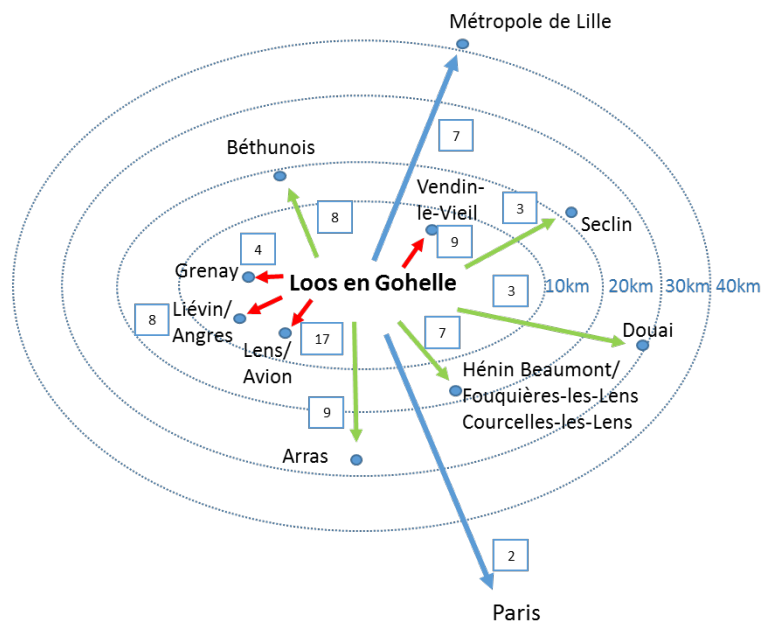 Métropole de Lille
7
Béthunois
Vendin-
le-Vieil
3
8
Seclin
4
9
Grenay
Loos en Gohelle
3
10km
20km
30km
40km
Liévin/
Angres
8
Lens/
Avion
17
7
Douai
Hénin Beaumont/
Fouquières-les-Lens
Courcelles-les-Lens
9
Arras
2
Paris